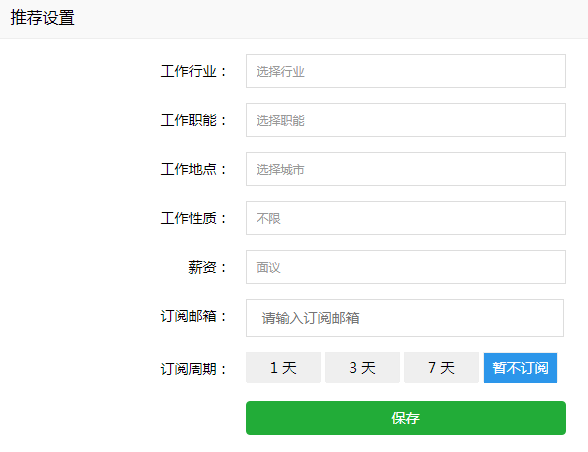 推荐设置
工作行业： 选择行业
工作职能： 选择职能
工作地点： 选择城市
工作性质： 不限
薪资： 面议
订阅邮箱： 请输入订阅邮箱
订阅周期： 1 天 3 天 7 天 暂不订阅
保存